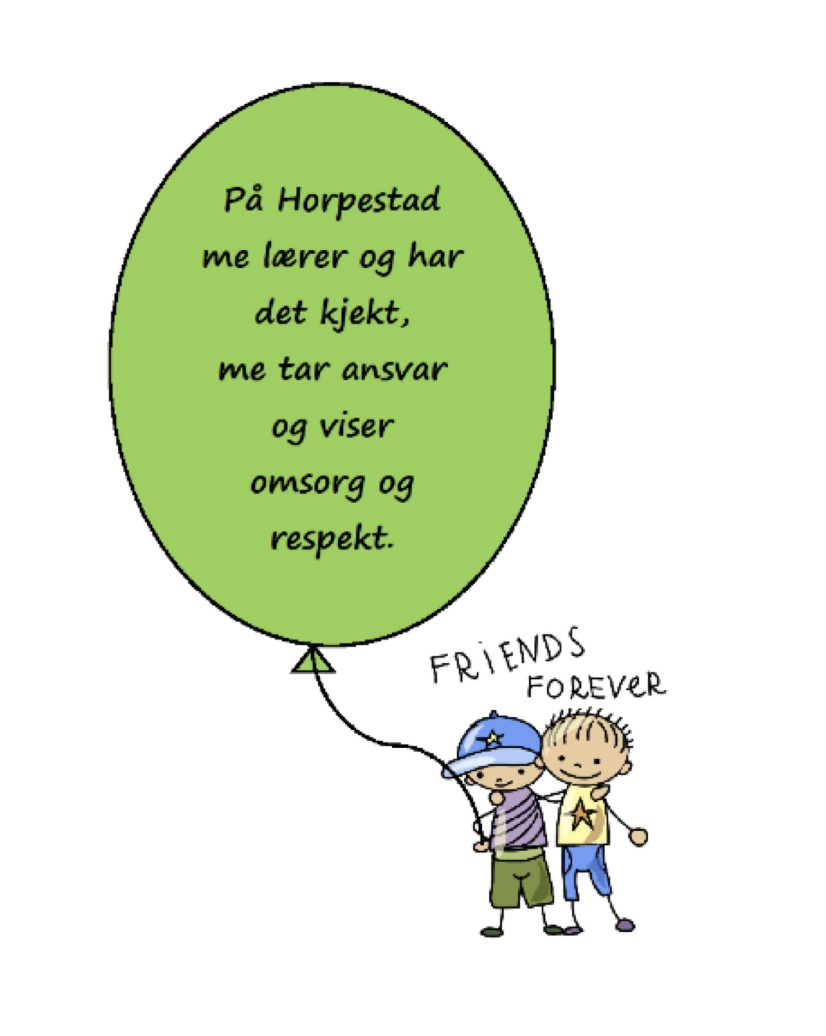 På Horpestad
me lærer og har
det kjekt,
me tar ansvar
og viser
omsorg og
respekt.
FRiENDS
FOREVeR